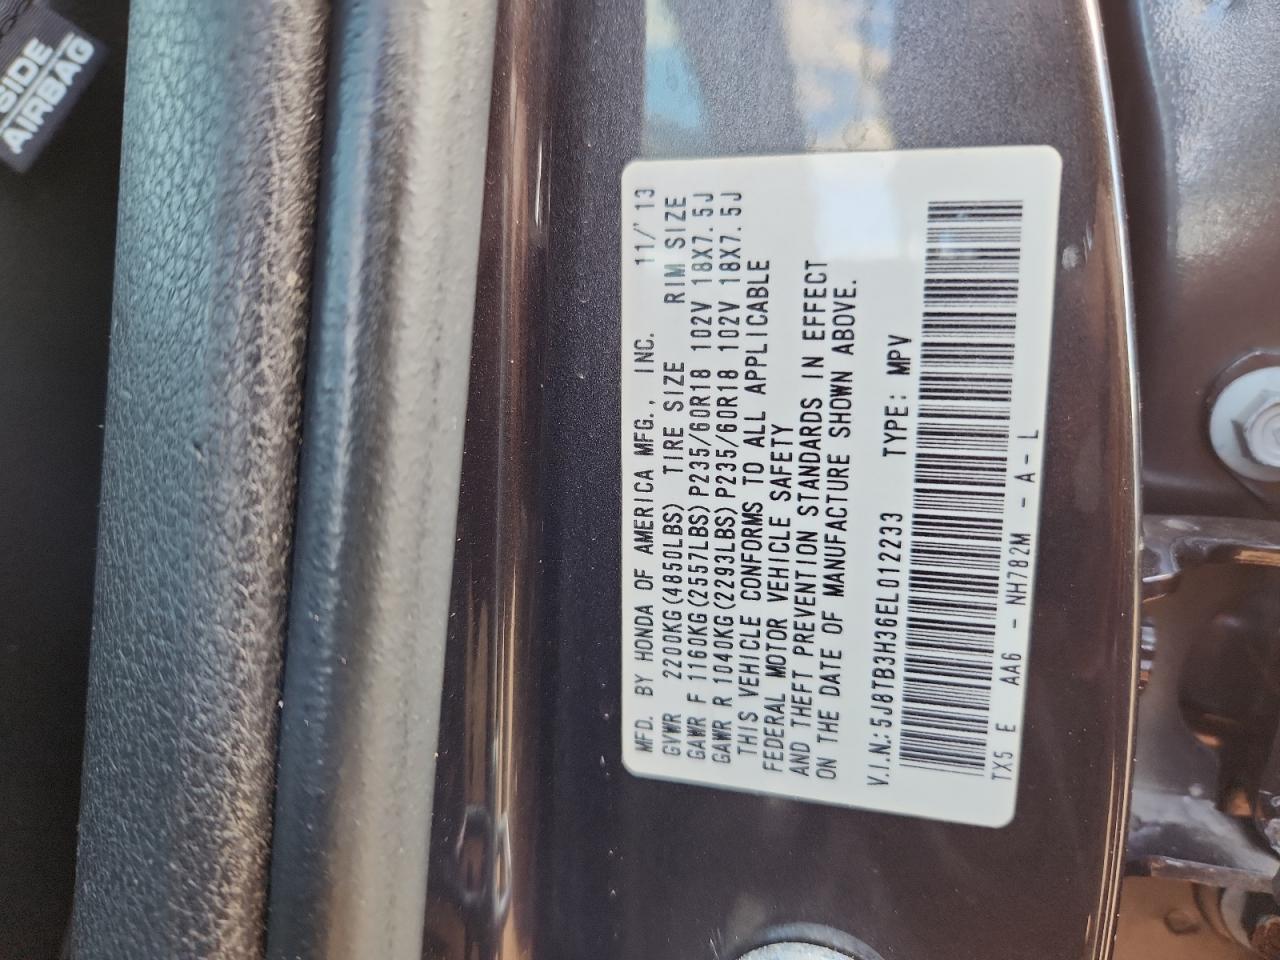 SIDE
AIRBAG
MFD. BY HONDA OF AMERICA MFG., INC. 11/'13
GVWR 2200KG(4850LBS) TIRE SIZE RIM SIZE
GAWR F 1160KG(2557LBS)P235/60R18 102V 18X7.5J
GAWR R 1040KG(2293LBS)P235/60R18 102V 18X7.5J
THIS VEHICLE CONFORMS TO ALL APPLICABLE
FEDERAL MOTOR VEHICLE SAFETY
AND THEFT PREVENTION STANDARDS IN EFFECT
ON THE DATE OF MANUFACTURE SHOWN ABOVE.
V.I.N.:5J8TB3H36EL012233 TYPE: MPV
TX5 E AA6 - NH782M - A - L